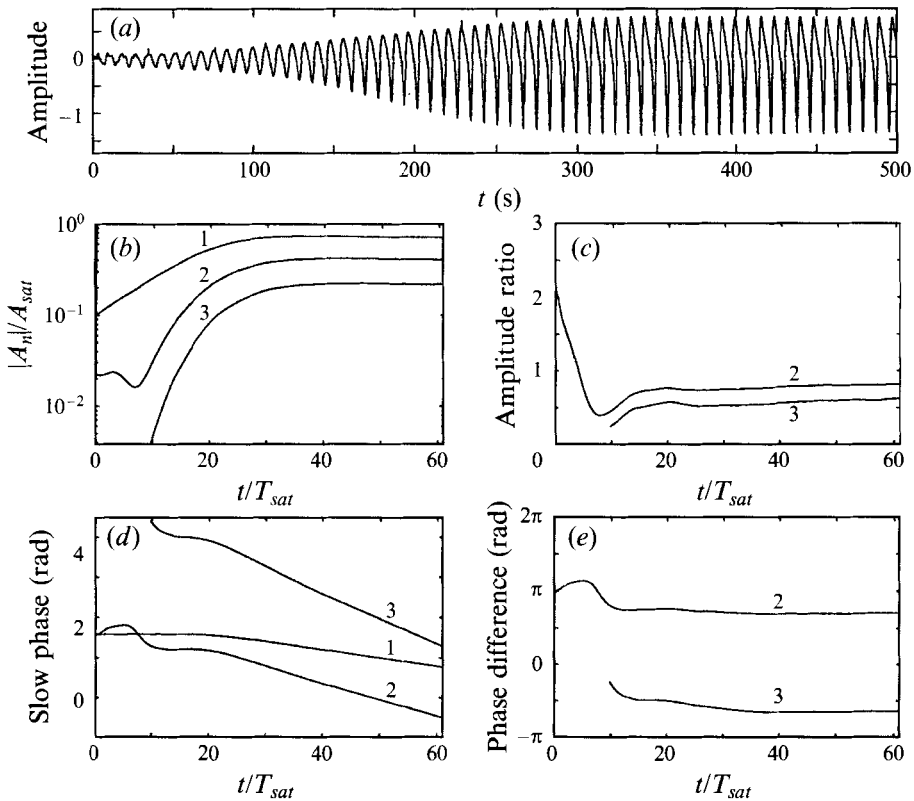 (a)
Amplitude
0
−1
0 100 200 300 400 500
t (s)
(b)
|A_n|/A_sat
10^0
10^{-1}
10^{-2}
1
2
3
0 20 40 60
t/T_sat
(c)
Amplitude ratio
3
2
1
0
2
3
0 20 40 60
t/T_sat
(d)
Slow phase (rad)
4
2
0
3
1
2
0 20 40 60
t/T_sat
(e)
Phase difference (rad)
2π
π
0
−π
2
3
0 20 40 60
t/T_sat